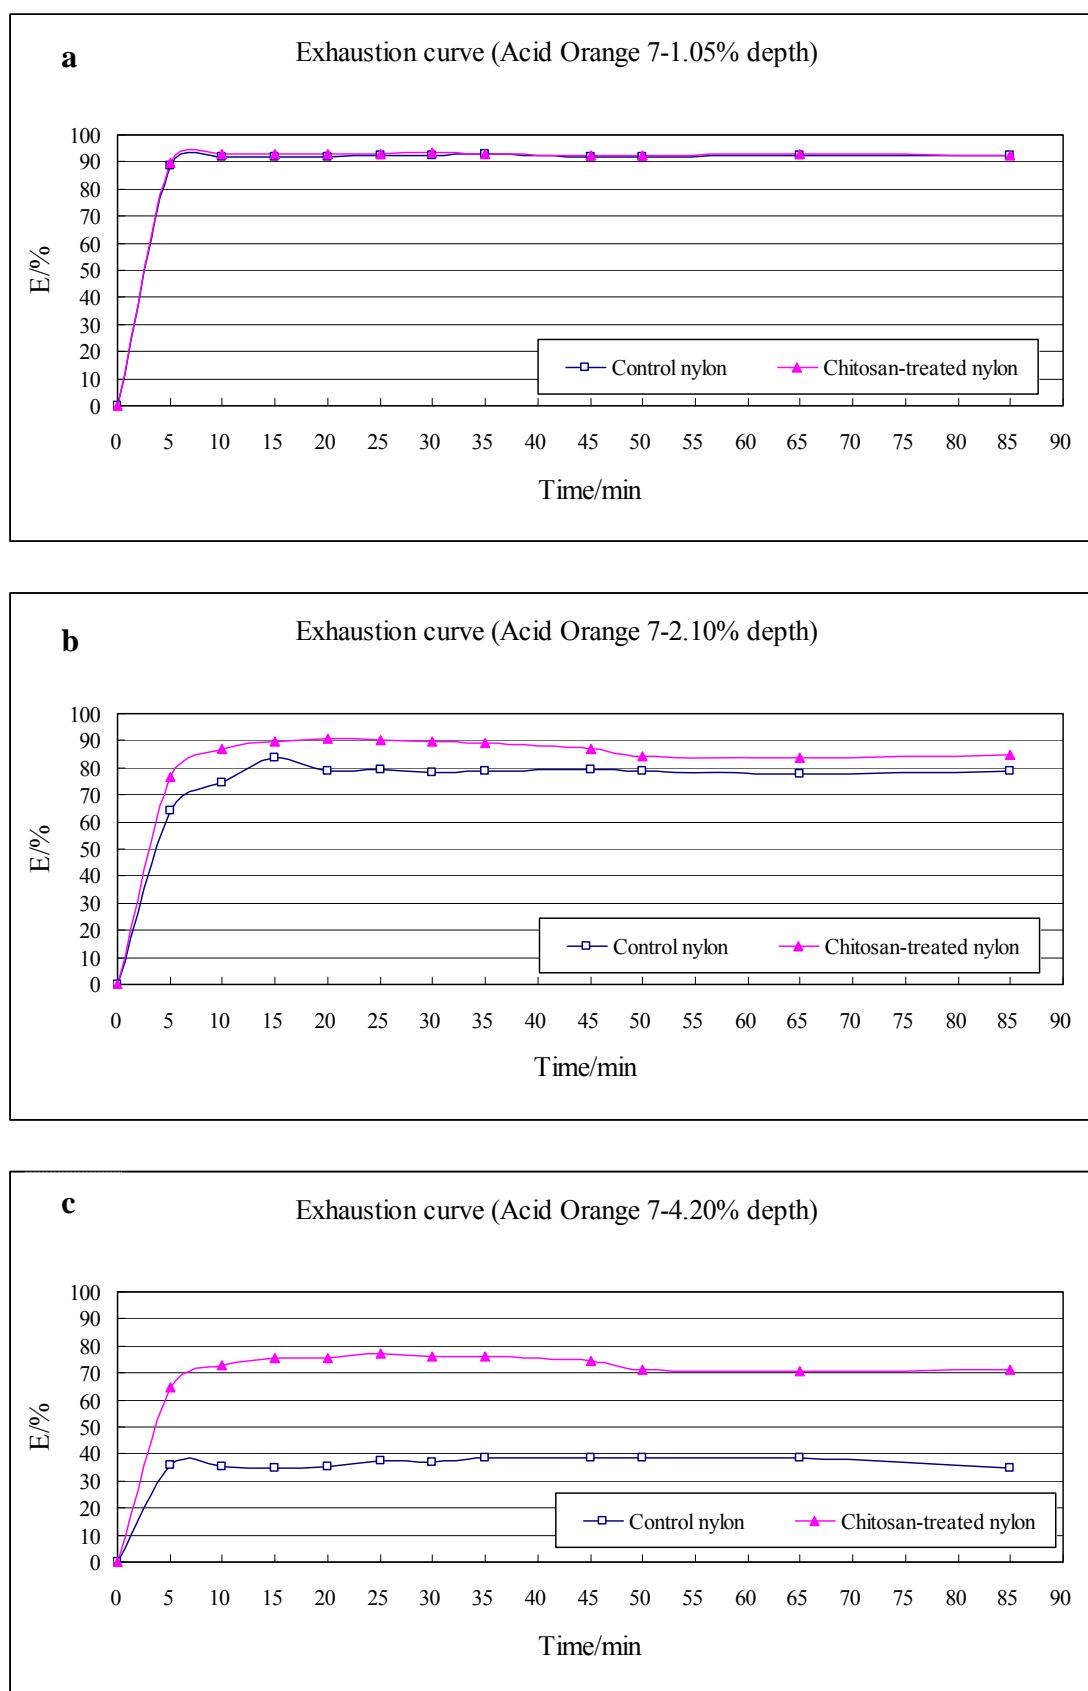 a
Exhaustion curve (Acid Orange 7-1.05% depth)
100
90
80
70
60
50
40
30
20
10
0
E/%
Control nylon
Chitosan-treated nylon
0 5 10 15 20 25 30 35 40 45 50 55 60 65 70 75 80 85 90
Time/min
b
Exhaustion curve (Acid Orange 7-2.10% depth)
100
90
80
70
60
50
40
30
20
10
0
E/%
Control nylon
Chitosan-treated nylon
0 5 10 15 20 25 30 35 40 45 50 55 60 65 70 75 80 85 90
Time/min
c
Exhaustion curve (Acid Orange 7-4.20% depth)
100
90
80
70
60
50
40
30
20
10
0
E/%
Control nylon
Chitosan-treated nylon
0 5 10 15 20 25 30 35 40 45 50 55 60 65 70 75 80 85 90
Time/min